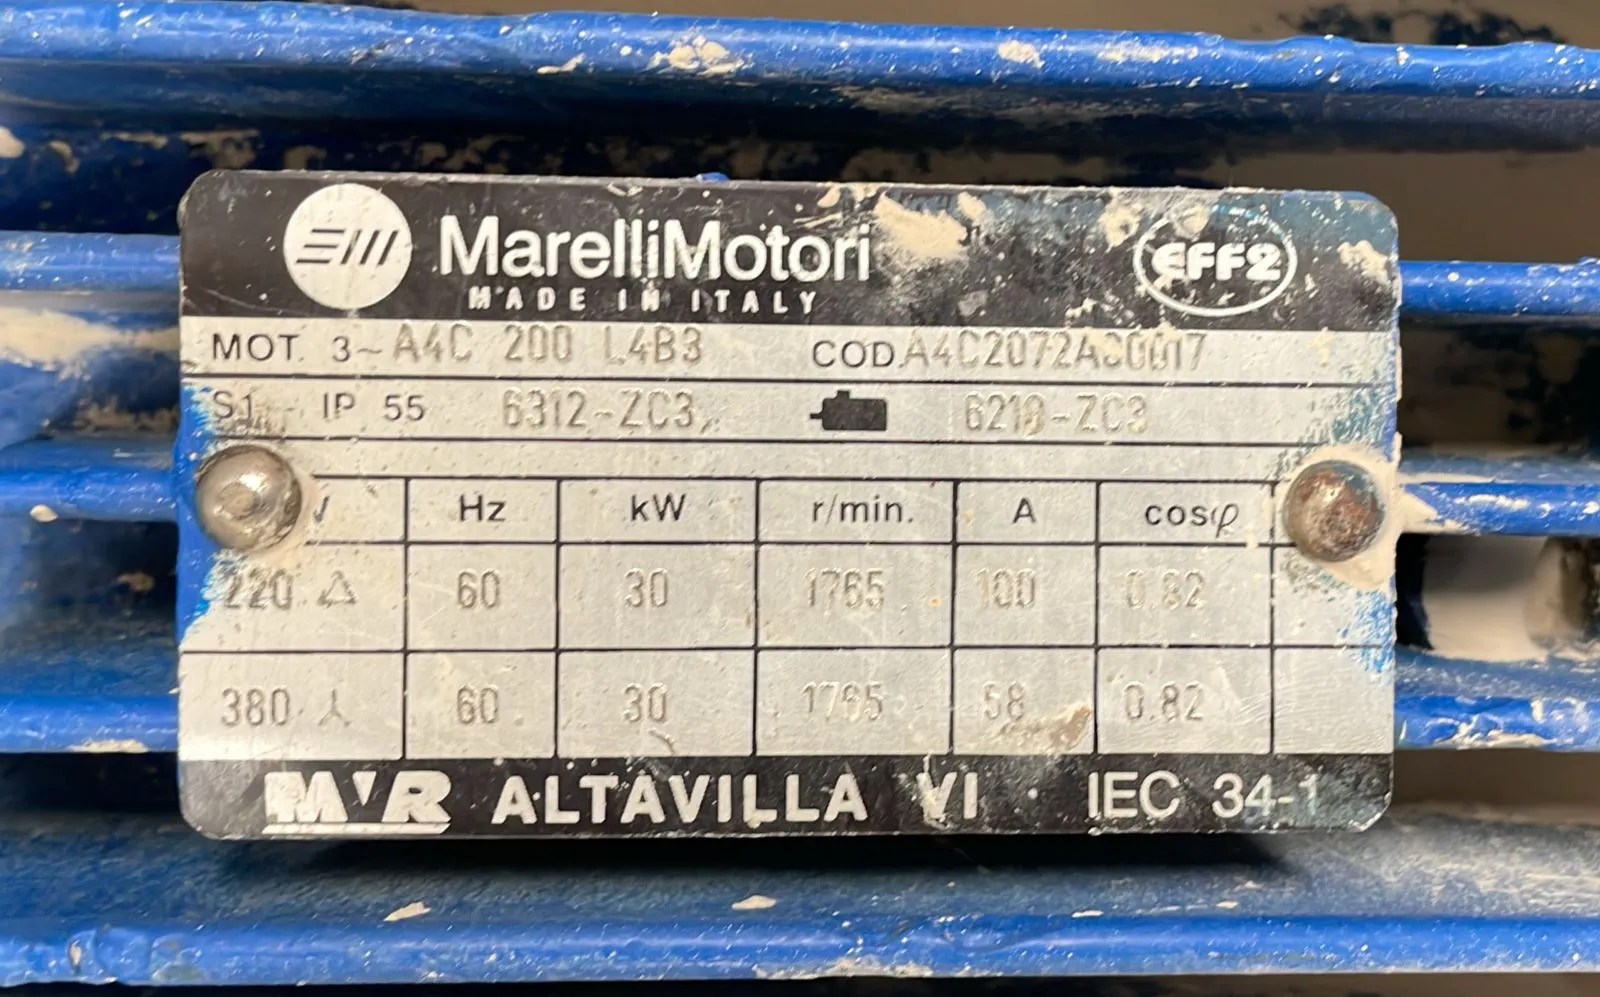 MarelliMotori EFF2
MADE IN ITALY
MOT. 3~ A4C 200 L4B3 COD.
S1 IP 55 6312-ZC3 6210-ZC3
V Hz kW r/min. A cosφ
220 △ 60 30 1765 100 0.82
380 ⅄ 60 30 1765 58 0.82
MVR ALTAVILLA VI IEC 34-1